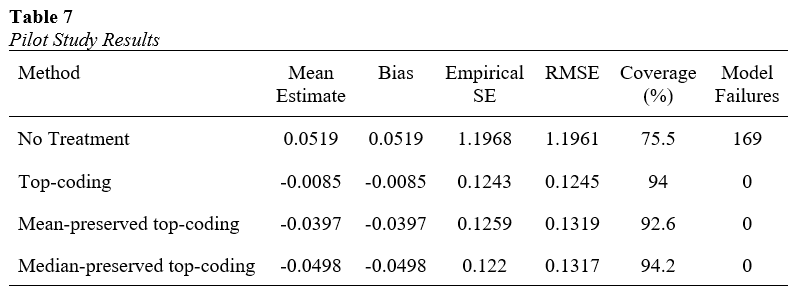 Table 7
Pilot Study Results
Method Mean Estimate Bias Empirical SE RMSE Coverage (%) Model Failures
No Treatment 0.0519 0.0519 1.1968 1.1961 75.5 169
Top-coding -0.0085 -0.0085 0.1243 0.1245 94 0
Mean-preserved top-coding -0.0397 -0.0397 0.1259 0.1319 92.6 0
Median-preserved top-coding -0.0498 -0.0498 0.122 0.1317 94.2 0